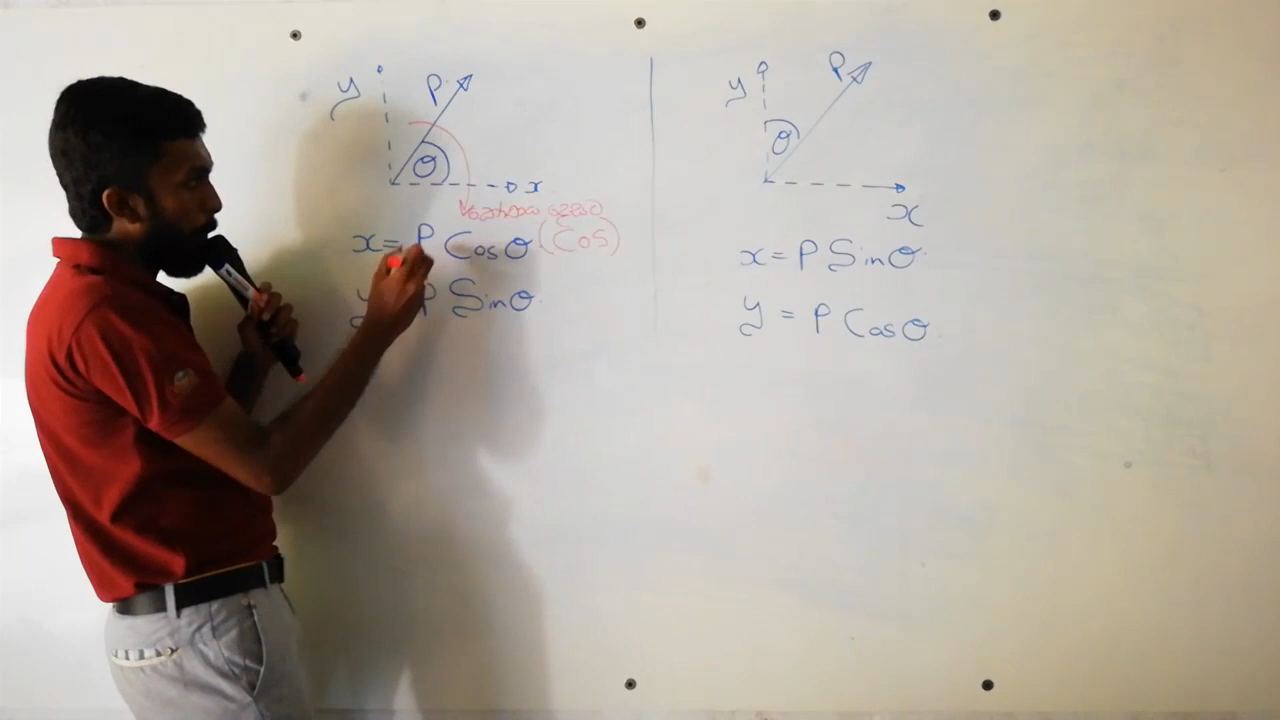 y
P
θ
x
(Cos)
x = P Cos θ
y = P Sin θ
y
P
θ
x
x = P Sin θ
y = P Cos θ